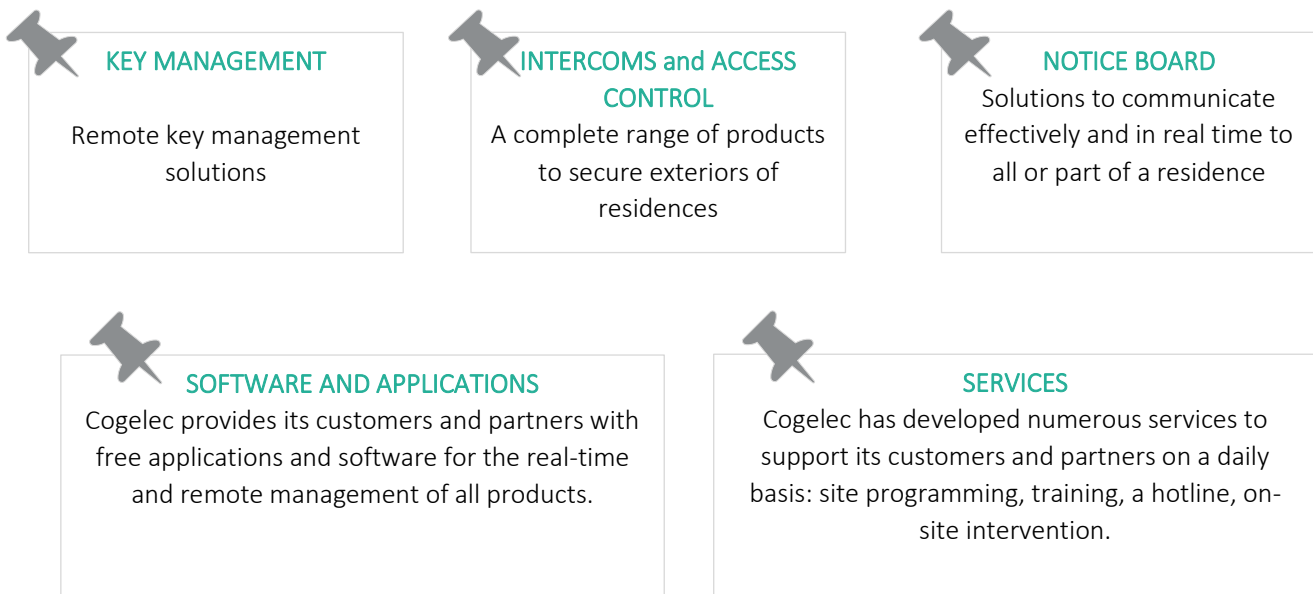 KEY MANAGEMENT
Remote key management
solutions
INTERCOMS and ACCESS
CONTROL
A complete range of products
to secure exteriors of
residences
NOTICE BOARD
Solutions to communicate
effectively and in real time to
all or part of a residence
SOFTWARE AND APPLICATIONS
Cogelec provides its customers and partners with
free applications and software for the real-time
and remote management of all products.
SERVICES
Cogelec has developed numerous services to
support its customers and partners on a daily
basis: site programming, training, a hotline, on-
site intervention.